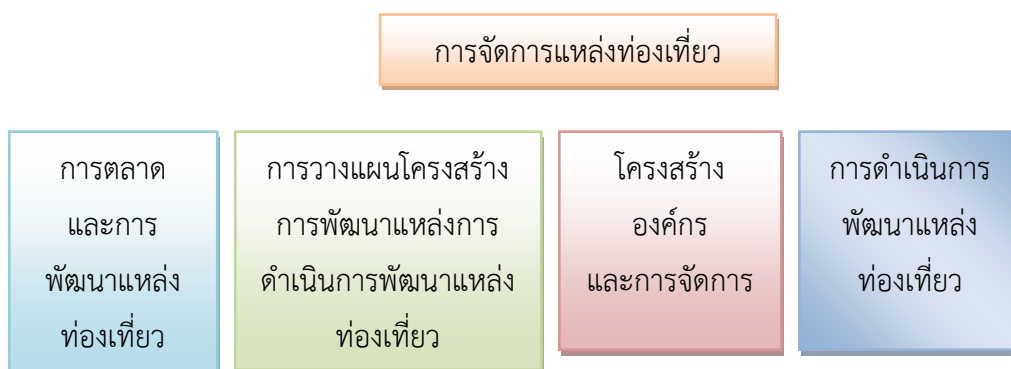 การจัดการแหล่งท่องเที่ยว
การตลาด
และการ
พัฒนาแหล่ง
ท่องเที่ยว
การวางแผนโครงสร้าง
การพัฒนาแหล่งการ
ดำเนินการพัฒนาแหล่ง
ท่องเที่ยว
โครงสร้าง
องค์กร
และการจัดการ
การดำเนินการ
พัฒนาแหล่ง
ท่องเที่ยว